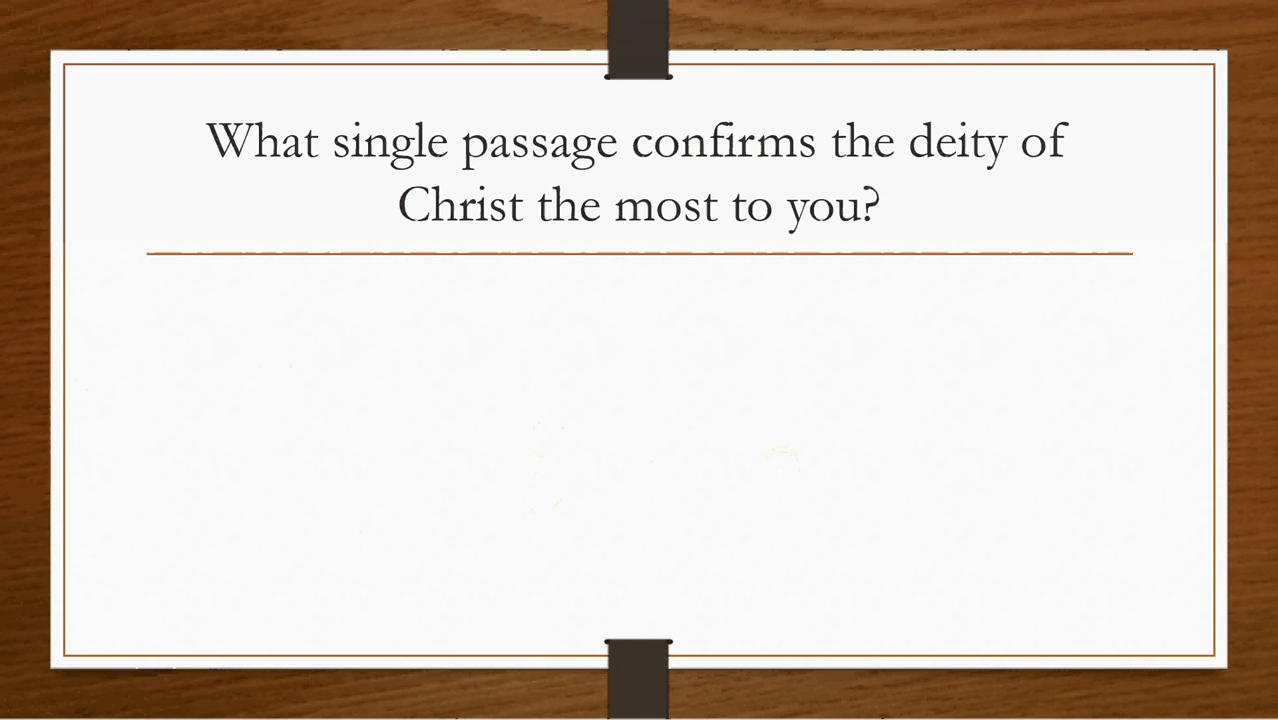 What single passage confirms the deity of
Christ the most to you?